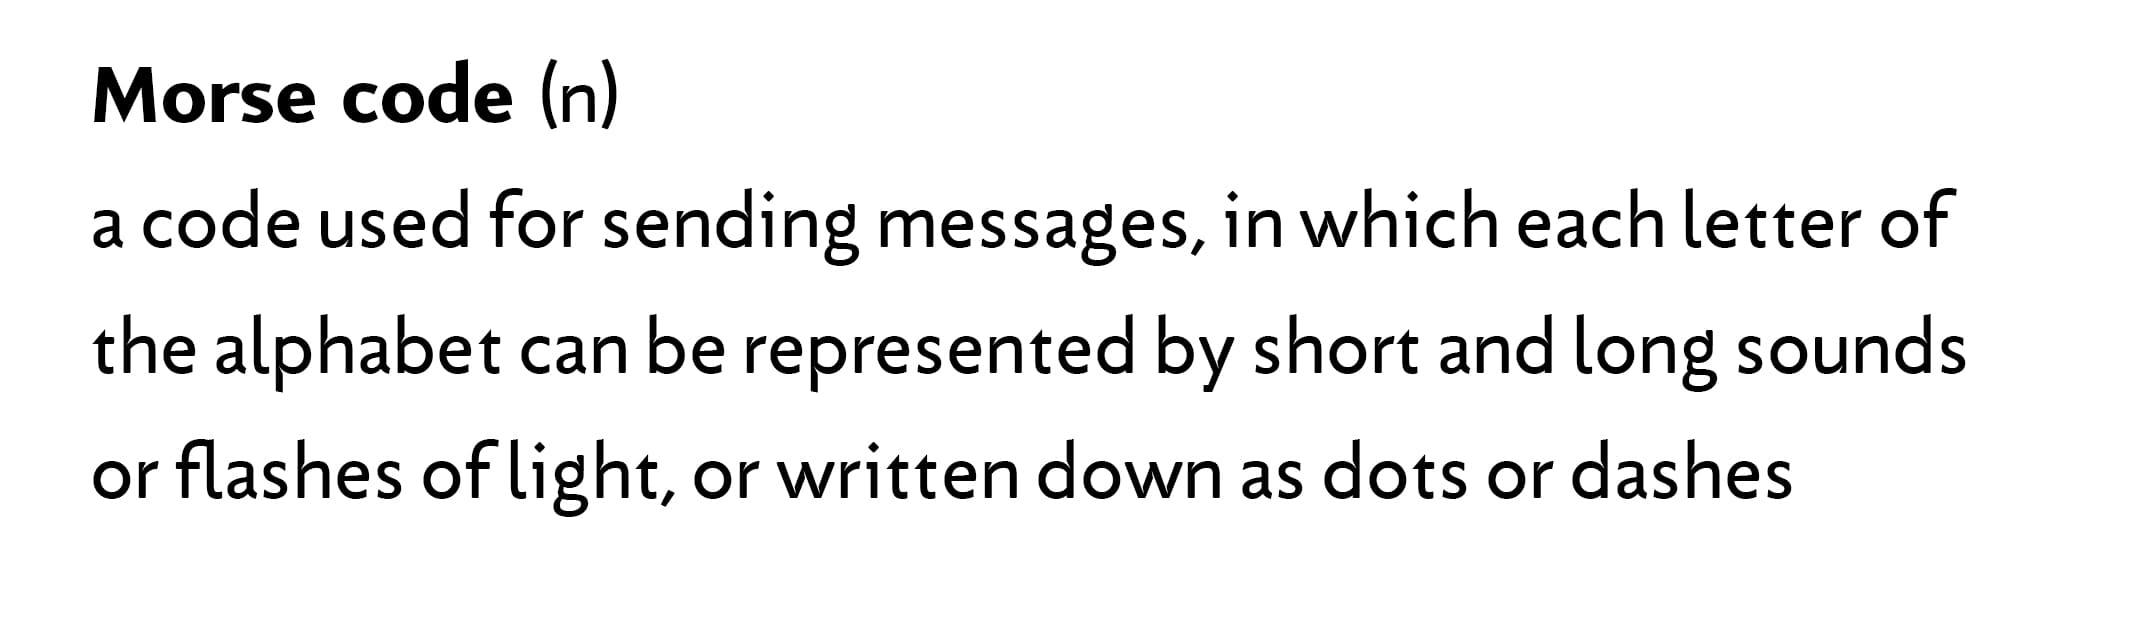 Morse code (n)
a code used for sending messages, in which each letter of
the alphabet can be represented by short and long sounds
or flashes of light, or written down as dots or dashes